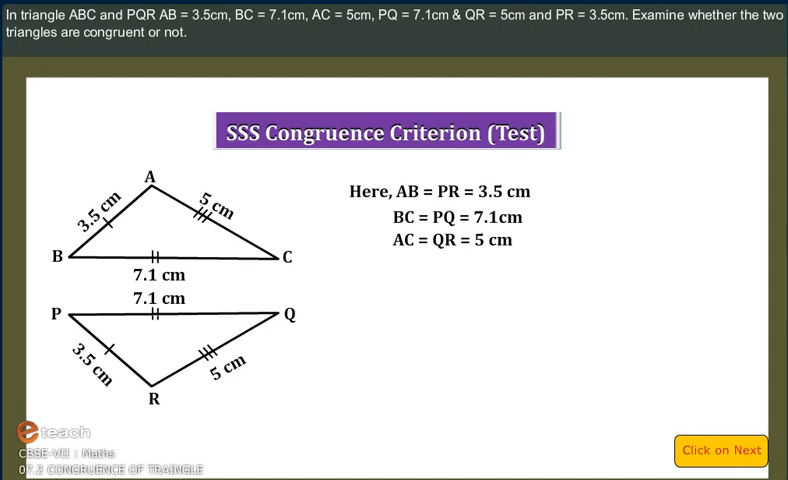 In triangle ABC and PQR AB = 3.5cm, BC = 7.1cm, AC = 5cm, PQ = 7.1cm & QR = 5cm and PR = 3.5cm. Examine whether the two
triangles are congruent or not.
SSS Congruence Criterion (Test)
A
3.5 cm
5 cm
B
C
7.1 cm
Here, AB = PR = 3.5 cm
BC = PQ = 7.1cm
AC = QR = 5 cm
7.1 cm
P
Q
3.5 cm
5 cm
R
e teach
CBSE-VII : Maths
07.2 CONGRUENCE OF TRAINGLE
Click on Next